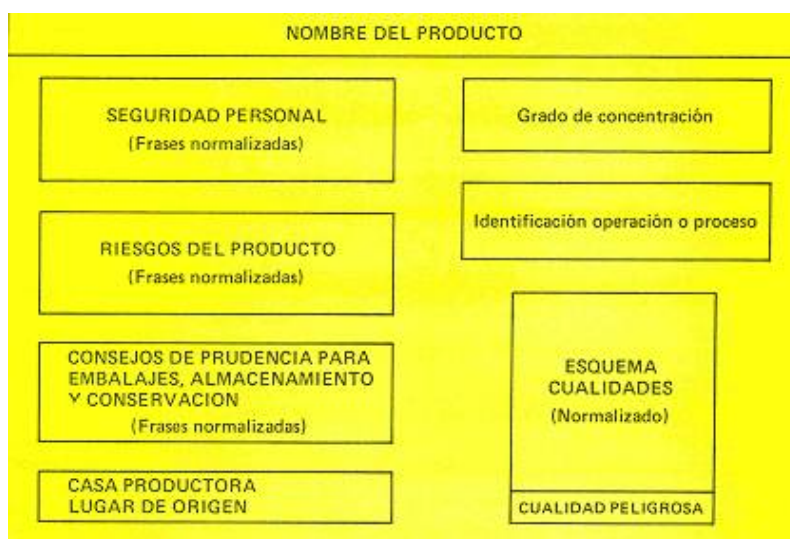 NOMBRE DEL PRODUCTO
SEGURIDAD PERSONAL
(Frases normalizadas)
RIESGOS DEL PRODUCTO
(Frases normalizadas)
CONSEJOS DE PRUDENCIA PARA
EMBALAJES, ALMACENAMIENTO
Y CONSERVACION
(Frases normalizadas)
CASA PRODUCTORA
LUGAR DE ORIGEN
Grado de concentración
Identificación operación o proceso
ESQUEMA
CUALIDADES
(Normalizado)
CUALIDAD PELIGROSA